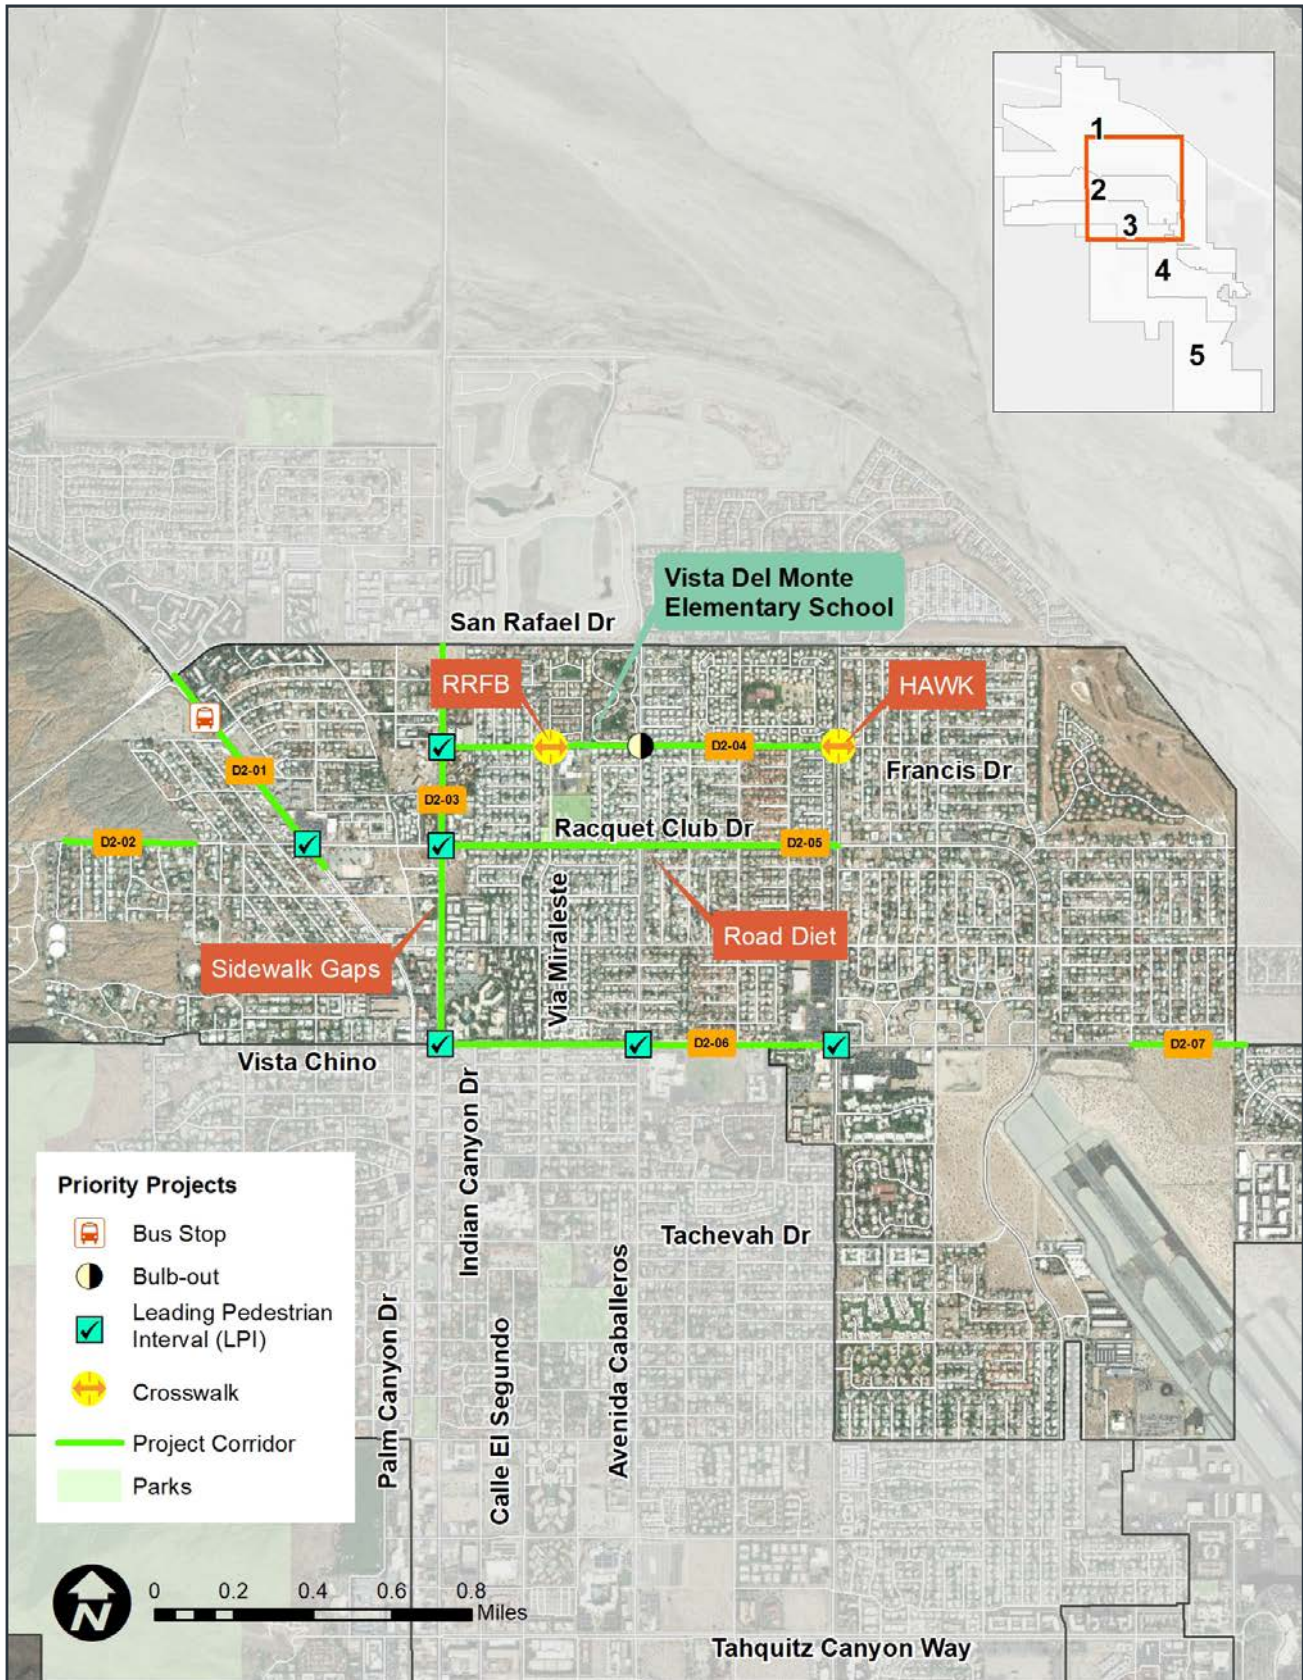 1
2
3
4
5
Vista Del Monte
Elementary School
San Rafael Dr
RRFB
HAWK
D2-04
D2-01
Francis Dr
D2-03
Racquet Club Dr
D2-02
D2-05
Via Miraleste
Road Diet
Sidewalk Gaps
D2-06
D2-07
Vista Chino
Indian Canyon Dr
Tachevah Dr
Palm Canyon Dr
Calle El Segundo
Avenida Caballeros
Priority Projects
Bus Stop
Bulb-out
Leading Pedestrian
Interval (LPI)
Crosswalk
Project Corridor
Parks
N
0 0.2 0.4 0.6 0.8
Miles
Tahquitz Canyon Way